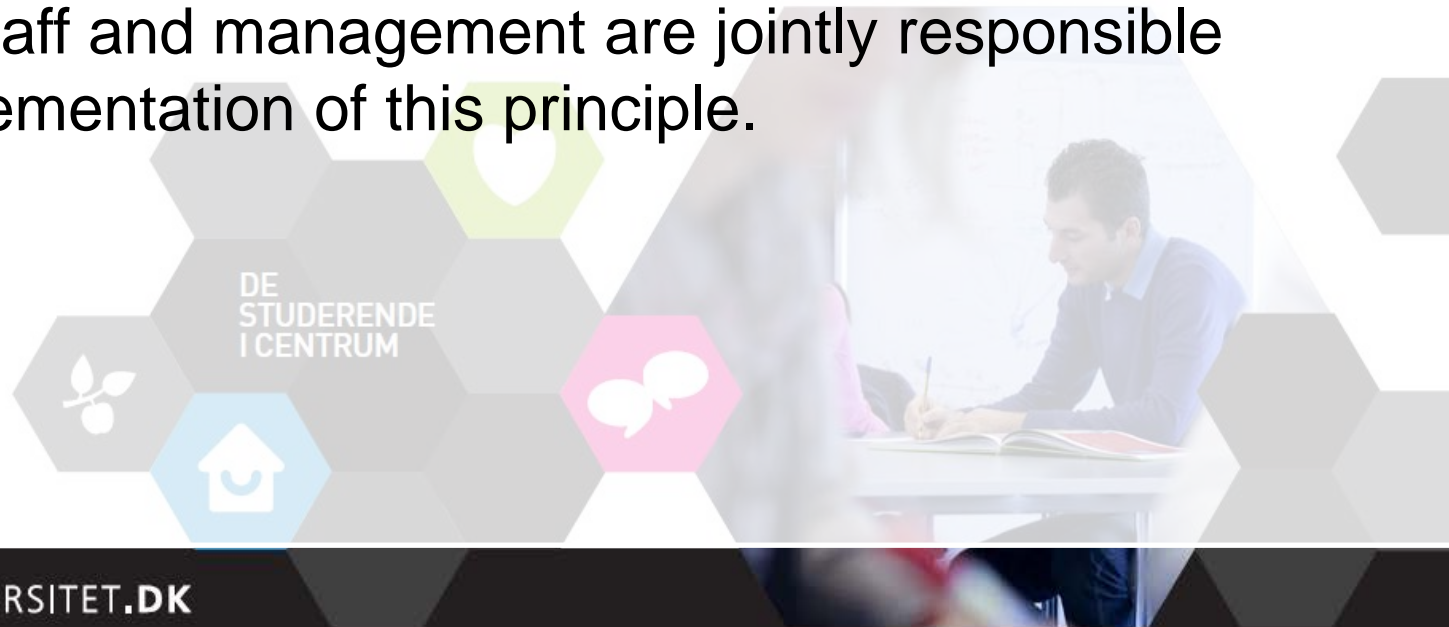 aff and management are jointly responsible
ementation of this principle.
DE
STUDERENDE
I CENTRUM
RSITET.DK